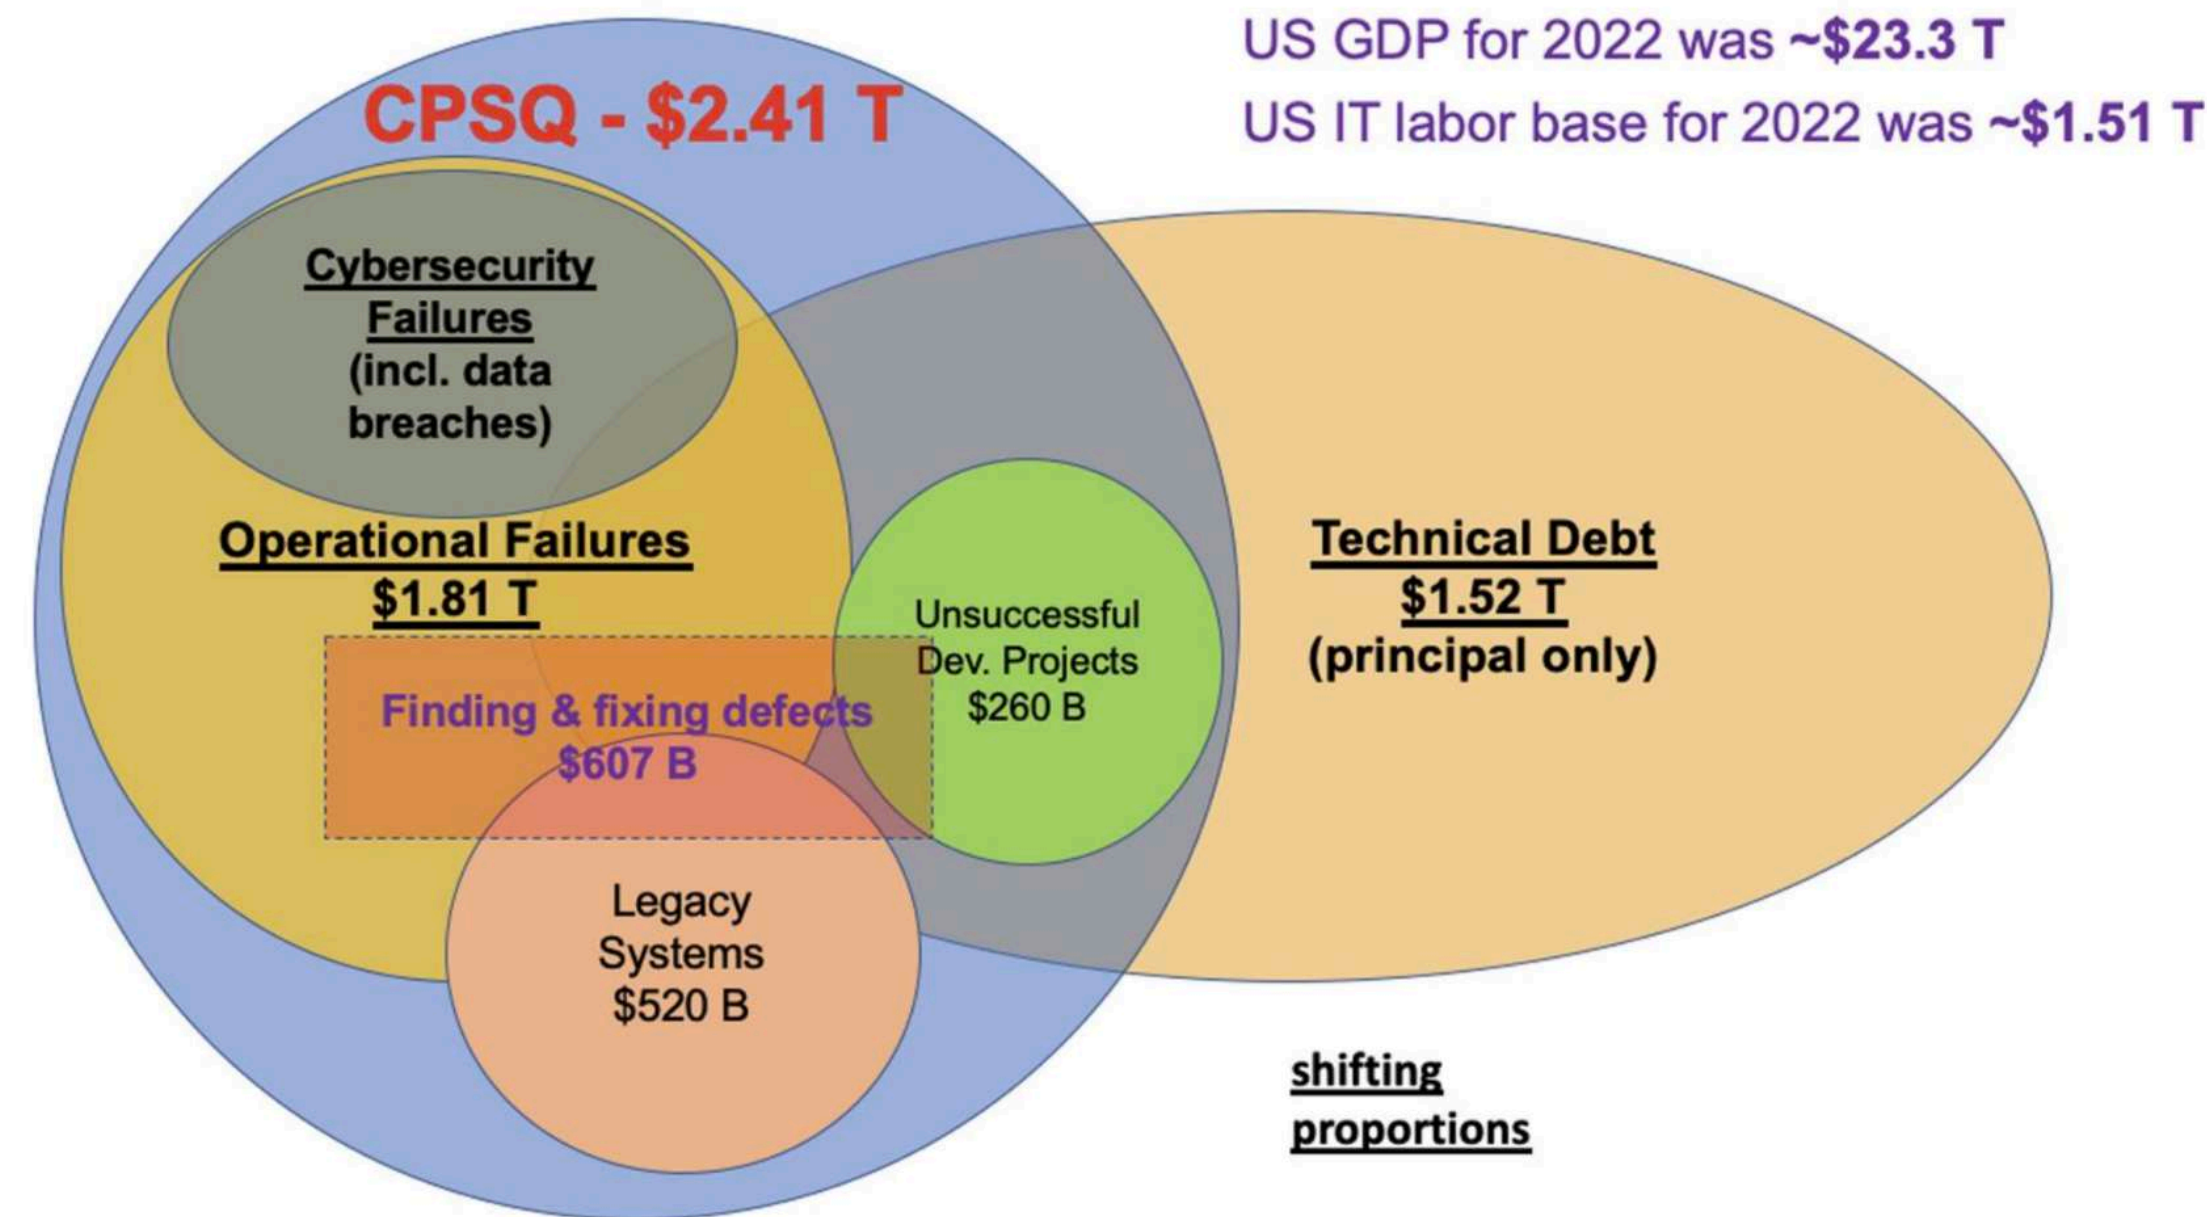 US GDP for 2022 was ~$23.3 T
US IT labor base for 2022 was ~$1.51 T
CPSQ - $2.41 T
Cybersecurity
Failures
(incl. data
breaches)
Operational Failures
$1.81 T
Finding & fixing defects
$607 B
Unsuccessful
Dev. Projects
$260 B
Legacy
Systems
$520 B
Technical Debt
$1.52 T
(principal only)
shifting
proportions